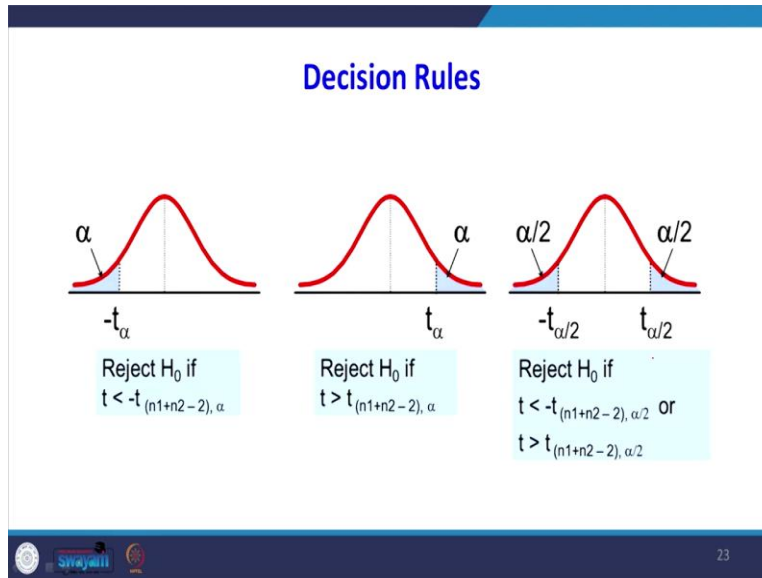 Decision Rules
α
α
α/2
α/2
-tα
tα
-tα/2
tα/2
Reject H0 if
t < -t (n1+n2 – 2), α
Reject H0 if
t > t (n1+n2 – 2), α
Reject H0 if
t < -t (n1+n2 – 2), α/2 or
t > t (n1+n2 – 2), α/2
swayam
23